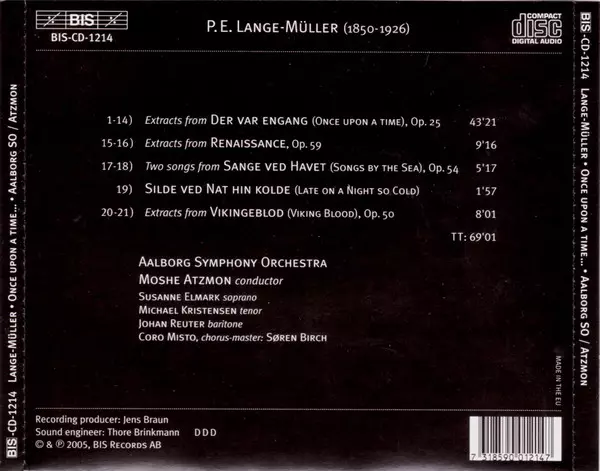 BIS
BIS-CD-1214
P. E. LANGE-MÜLLER (1850-1926)
COMPACT
disc
DIGITAL AUDIO
1-14) Extracts from DER VAR ENGANG (ONCE UPON A TIME), OP. 25 43'21
15-16) Extracts from RENAISSANCE, OP. 59 9'16
17-18) Two songs from SANGE VED HAVET (SONGS BY THE SEA), OP. 54 5'17
19) SILDE VED NAT HIN KOLDE (LATE ON A NIGHT SO COLD) 1'57
20-21) Extracts from VIKINGEBLOD (VIKING BLOOD), OP. 50 8'01
TT: 69'01
AALBORG SYMPHONY ORCHESTRA
MOSHE ATZMON conductor
SUSANNE ELMARK soprano
MICHAEL KRISTENSEN tenor
JOHAN REUTER baritone
CORO MISTO, chorus-master: SØREN BIRCH
Recording producer: Jens Braun
Sound engineer: Thore Brinkmann D D D
© & ℗ 2005, BIS RECORDS AB
MADE IN THE EU
7 318590 012147
BIS-CD-1214 LANGE-MÜLLER • ONCE UPON A TIME... • AALBORG SO / ATZMON
BIS-CD-1214 LANGE-MÜLLER • ONCE UPON A TIME... • AALBORG SO / ATZMON